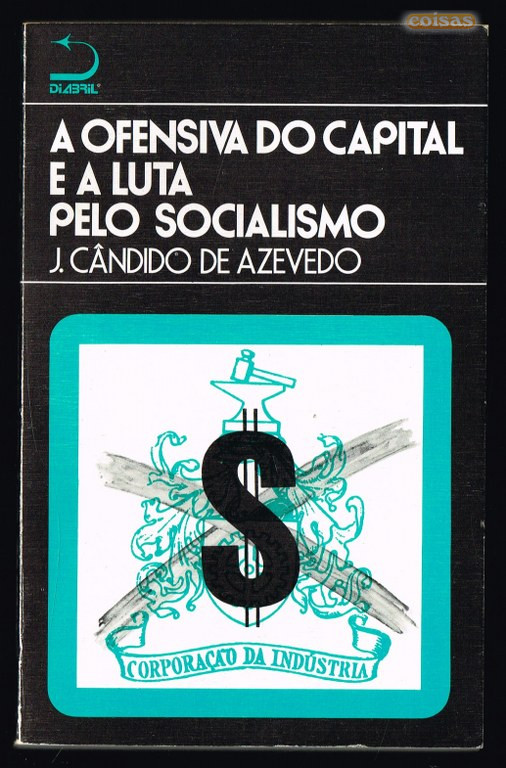 coisas
DIABRIL®
A OFENSIVA DO CAPITAL
E A LUTA
PELO SOCIALISMO
J. CÂNDIDO DE AZEVEDO
$
CORPORAÇÃO DA INDÚSTRIA